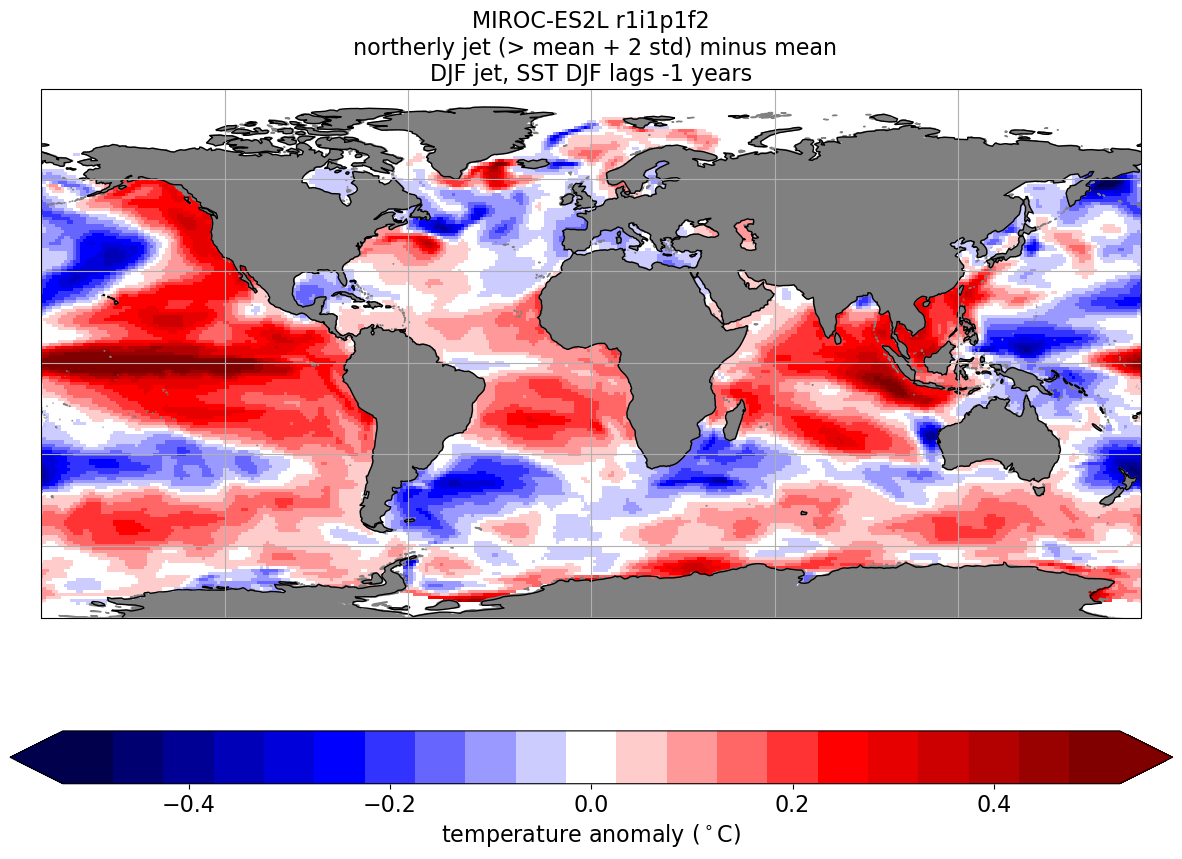 MIROC-ES2L r1i1p1f2
northerly jet (> mean + 2 std) minus mean
DJF jet, SST DJF lags -1 years
−0.4 −0.2 0.0 0.2 0.4
temperature anomaly (∘C)